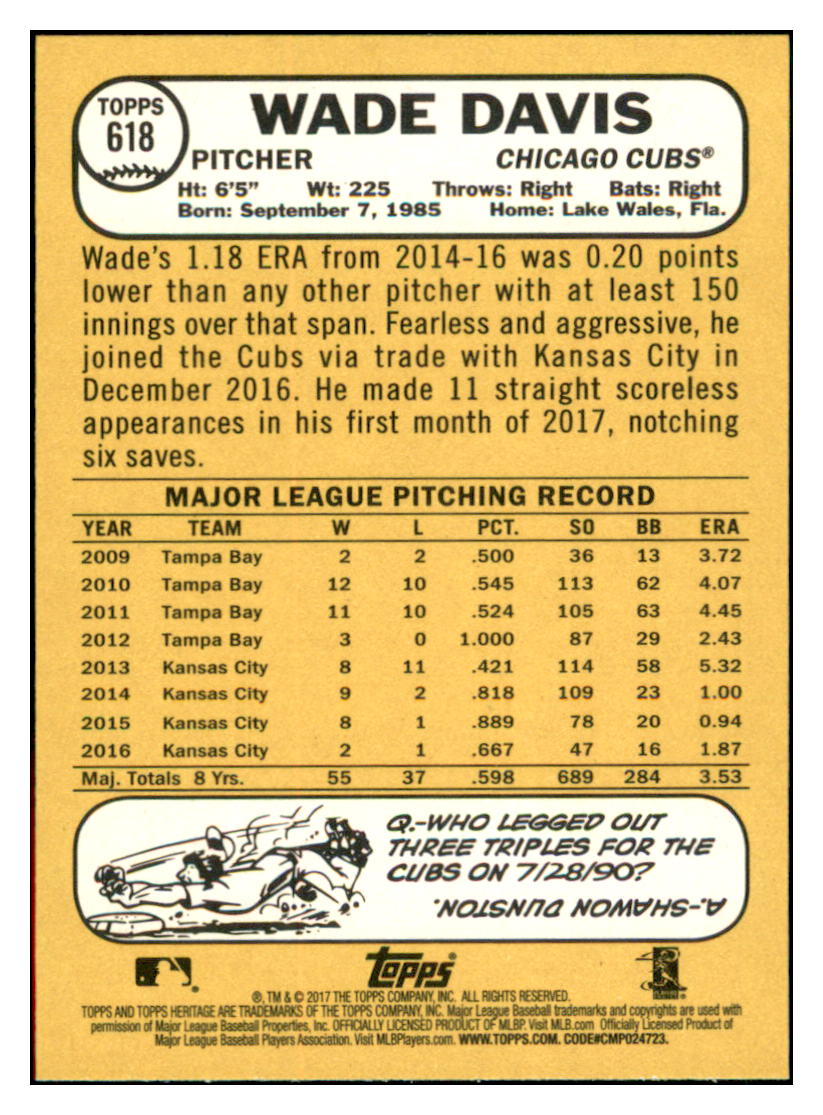 TOPPS
618
WADE DAVIS
PITCHER CHICAGO CUBS®
Ht: 6'5" Wt: 225 Throws: Right Bats: Right
Born: September 7, 1985 Home: Lake Wales, Fla.
Wade's 1.18 ERA from 2014-16 was 0.20 points
lower than any other pitcher with at least 150
innings over that span. Fearless and aggressive, he
joined the Cubs via trade with Kansas City in
December 2016. He made 11 straight scoreless
appearances in his first month of 2017, notching
six saves.
MAJOR LEAGUE PITCHING RECORD
YEAR TEAM W L PCT. SO BB ERA
2009 Tampa Bay 2 2 .500 36 13 3.72
2010 Tampa Bay 12 10 .545 113 62 4.07
2011 Tampa Bay 11 10 .524 105 63 4.45
2012 Tampa Bay 3 0 1.000 87 29 2.43
2013 Kansas City 8 11 .421 114 58 5.32
2014 Kansas City 9 2 .818 109 23 1.00
2015 Kansas City 8 1 .889 78 20 0.94
2016 Kansas City 2 1 .667 47 16 1.87
Maj. Totals 8 Yrs. 55 37 .598 689 284 3.53
Q.-WHO LEGGED OUT
THREE TRIPLES FOR THE
CUBS ON 7/28/90?
A.-SHAWON DUNSTON.
topps
®, TM & © 2017 THE TOPPS COMPANY, INC. ALL RIGHTS RESERVED.
TOPPS AND TOPPS HERITAGE ARE TRADEMARKS OF THE TOPPS COMPANY, INC. Major League Baseball trademarks and copyrights are used with
permission of Major League Baseball Properties, Inc. OFFICIALLY LICENSED PRODUCT OF MLBP. Visit MLB.com Officially Licensed Product of
Major League Baseball Players Association. Visit MLBPlayers.com. WWW.TOPPS.COM. CODE#CMP024723.